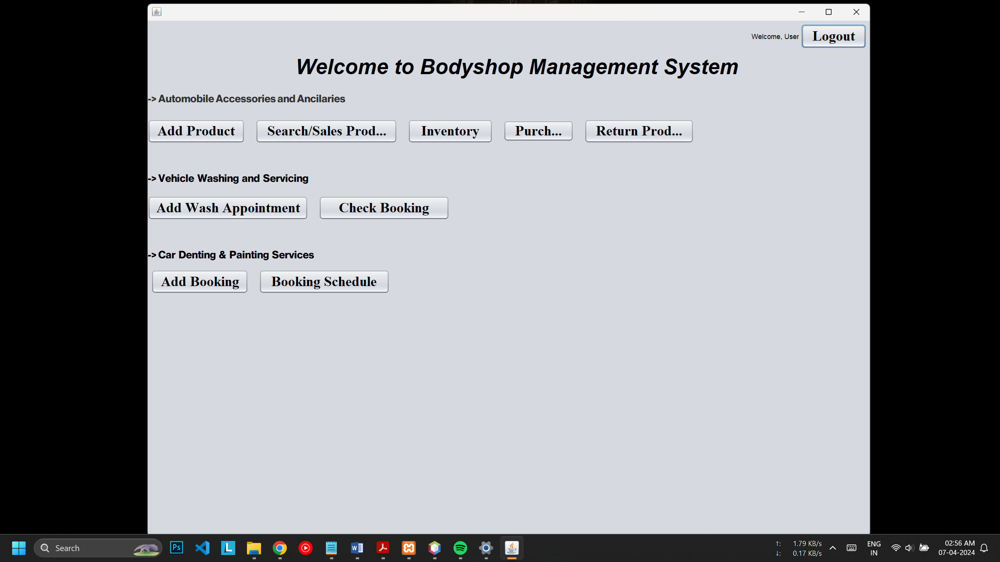 Welcome, User Logout
Welcome to Bodyshop Management System
-> Automobile Accessories and Ancilaries
Add Product Search/Sales Prod... Inventory Purch... Return Prod...
-> Vehicle Washing and Servicing
Add Wash Appointment Check Booking
-> Car Denting & Painting Services
Add Booking Booking Schedule
Search Ps L W ↑: 1.79 KB/s ENG 02:56 AM
↓: 0.17 KB/s IN 07-04-2024